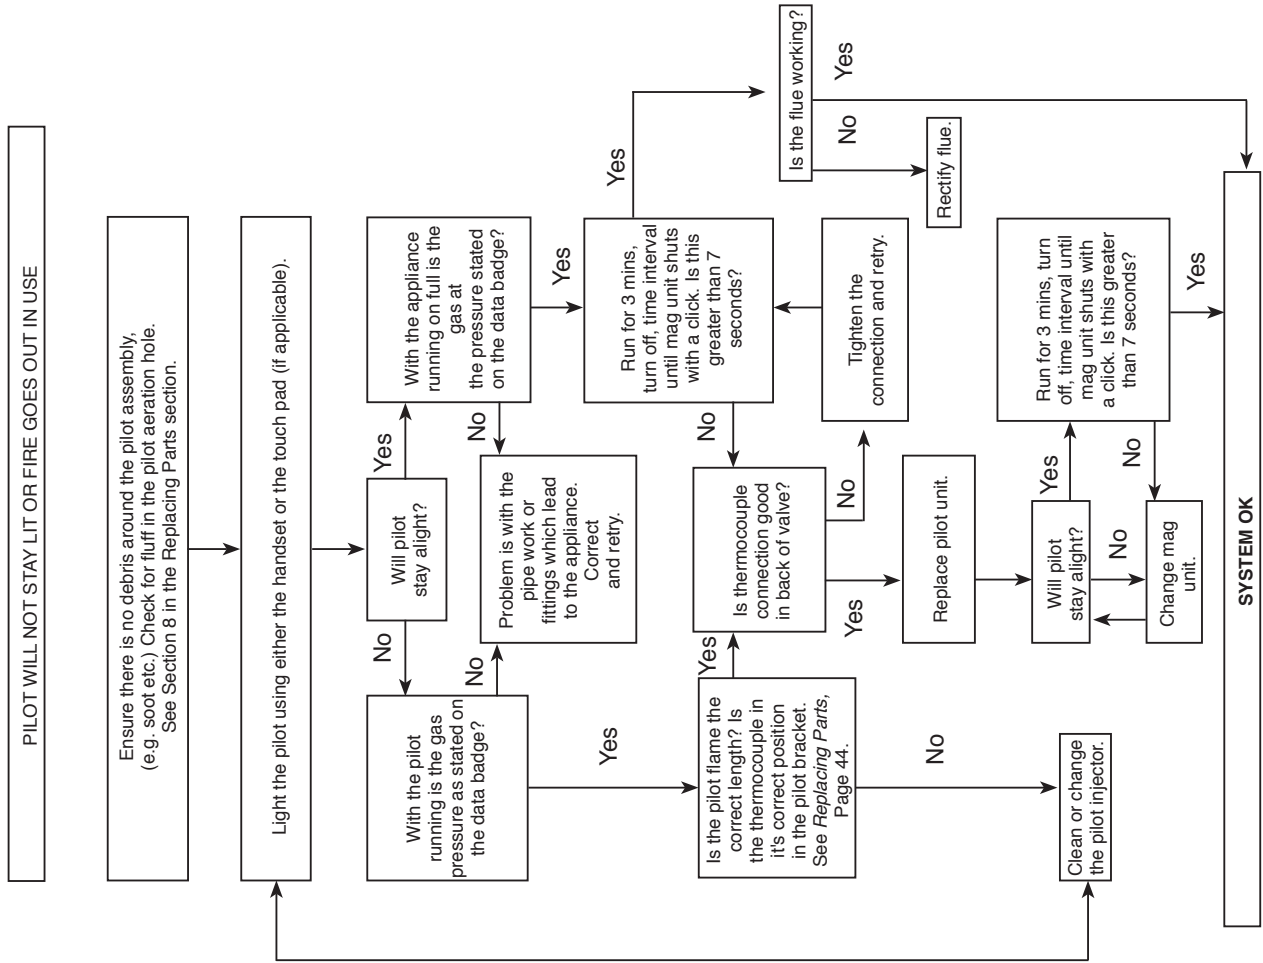 PILOT WILL NOT STAY LIT OR FIRE GOES OUT IN USE
Ensure there is no debris around the pilot assembly,
(e.g. soot etc.) Check for fluff in the pilot aeration hole.
See Section 8 in the Replacing Parts section.
Light the pilot using either the handset or the touch pad (if applicable).
Will pilot
stay alight?
No
Yes
With the pilot
running is the gas
pressure as stated on
the data badge?
With the appliance
running on full is the
gas at
the pressure stated
on the data badge?
No
No
Problem is with the
pipe work or
fittings which lead
to the appliance.
Correct
and retry.
Yes
Yes
Run for 3 mins,
turn off, time interval
until mag unit shuts
with a click. Is this
greater than 7
seconds?
Yes
No
Is the pilot flame the
correct length? Is
the thermocouple in
it's correct position
in the pilot bracket.
See Replacing Parts,
Page 44.
Yes
Is thermocouple
connection good
in back of valve?
No
Tighten the
connection and retry.
Is the flue working?
No
Yes
Rectify flue.
Yes
Replace pilot unit.
No
Clean or change
the pilot injector.
Will pilot
stay alight?
Yes
Run for 3 mins, turn
off, time interval until
mag unit shuts with
a click. Is this greater
than 7 seconds?
No
No
Change mag
unit.
Yes
SYSTEM OK